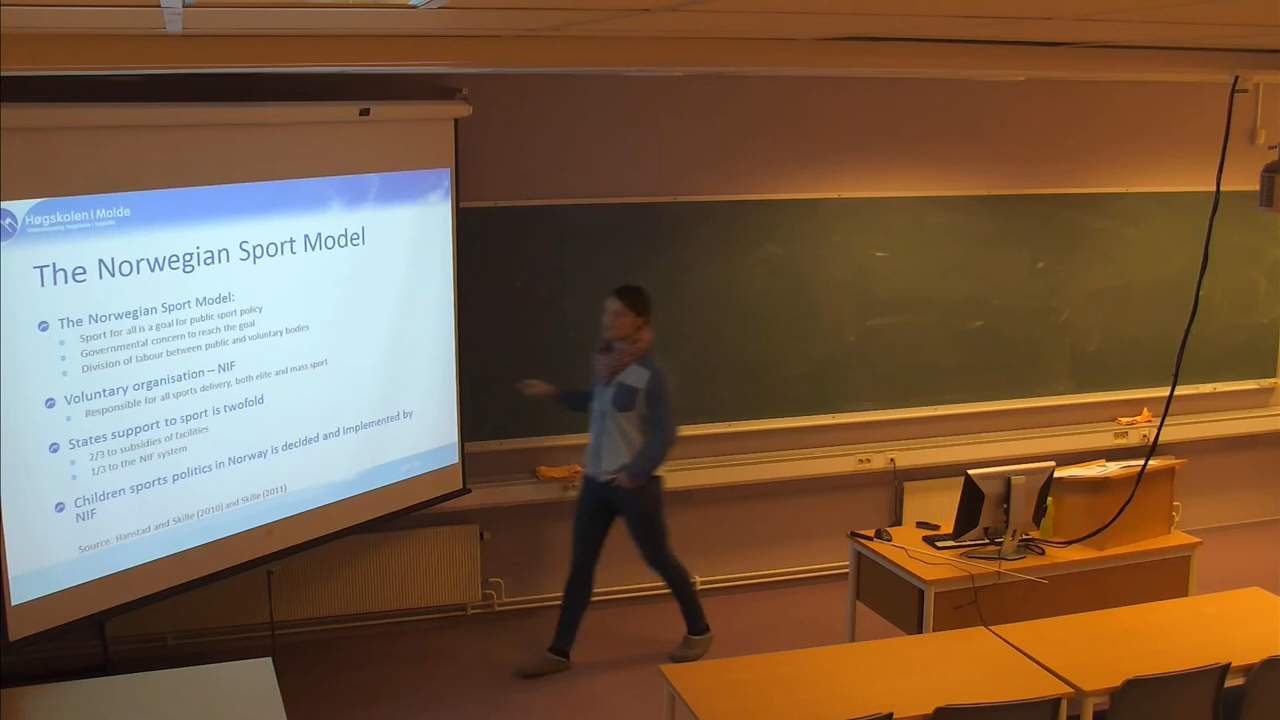 Høgskolen i Molde
The Norwegian Sport Model
The Norwegian Sport Model:
Sport for all is a goal for public sport policy
Governmental concern to reach the goal
Division of labour between public and voluntary bodies
Voluntary organisation – NIF
Responsible for all sports delivery, both elite and mass sport
States support to sport is twofold
2/3 to subsidies of facilities
1/3 to the NIF system
Children sports politics in Norway is decided and implemented by
NIF
Source: Hanstad and Skille (2010) and Skille (2011)